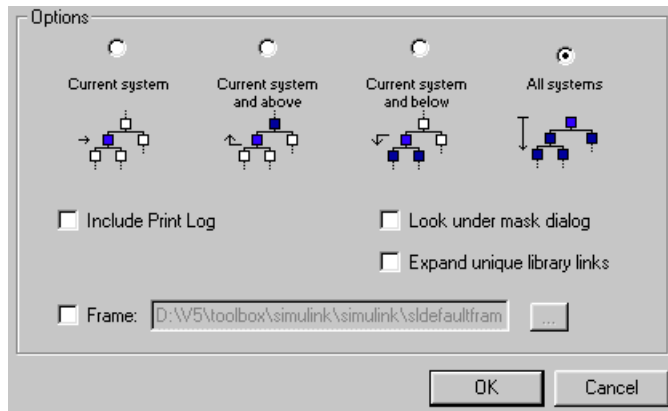 Options
Current system
Current system
and above
Current system
and below
All systems
Include Print Log
Look under mask dialog
Expand unique library links
Frame: D:\V5\toolbox\simulink\simulink\sldefaultfram ...
OK Cancel